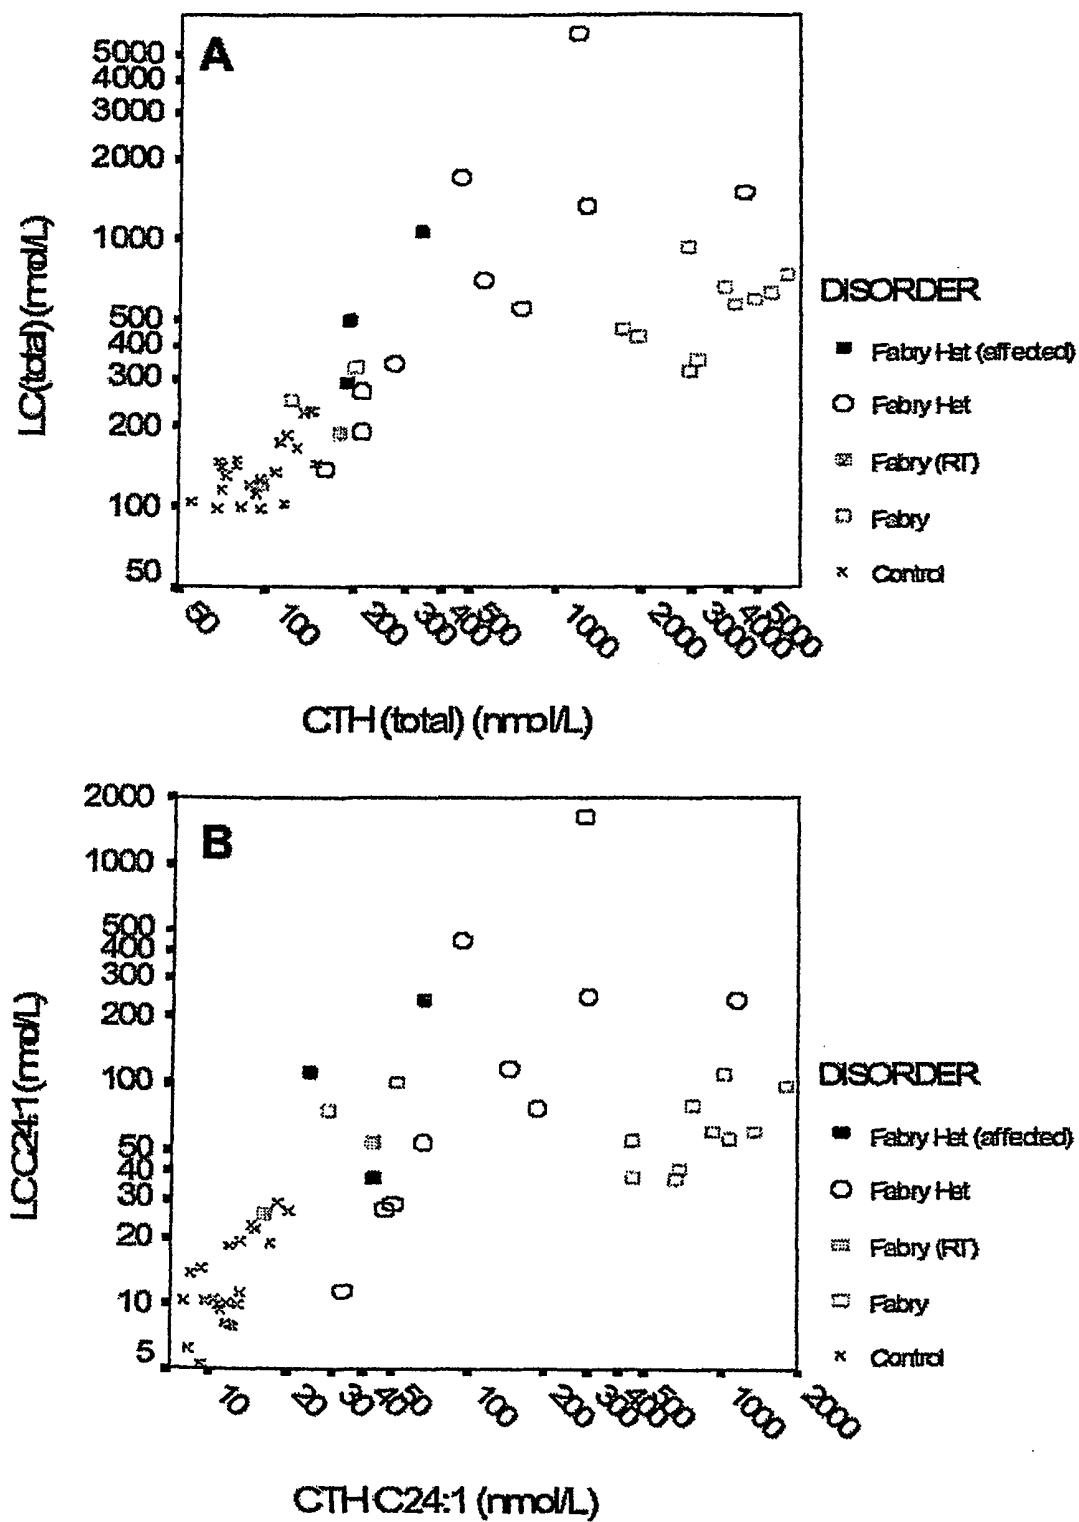 A
5000
4000
3000
2000
1000
500
400
300
200
100
50
LC(total)(nmol/L)
50 100 200 300 400 500 1000 2000 3000 4000 5000
CTH (total) (nmol/L)
DISORDER
Fabry Het (affected)
Fabry Het
Fabry (RT)
Fabry
Control
B
2000
1000
500
400
300
200
100
50
40
30
20
10
5
LCC24:1(nmol/L)
10 20 30 40 50 100 200 300 400 500 1000 2000
CTH C24:1 (nmol/L)
DISORDER
Fabry Het (affected)
Fabry Het
Fabry (RT)
Fabry
Control